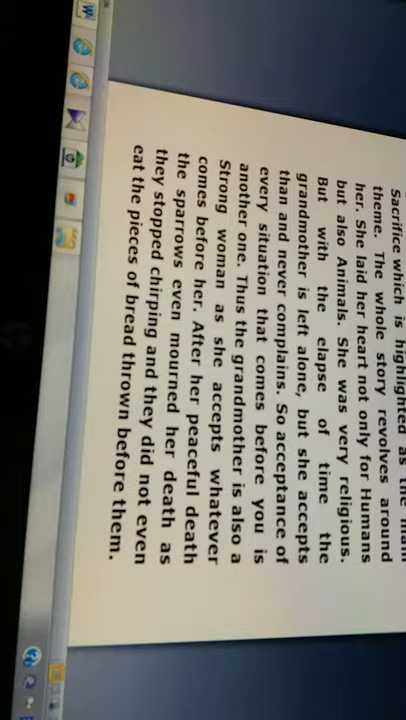 Sacrifice which is highlighted as the main
theme. The whole story revolves around
her. She laid her heart not only for Humans
but also Animals. She was very religious.
But with the elapse of time the
grandmother is left alone, but she accepts
than and never complains. So acceptance of
every situation that comes before you is
another one. Thus the grandmother is also a
Strong woman as she accepts whatever
comes before her. After her peaceful death
the sparrows even mourned her death as
they stopped chirping and they did not even
eat the pieces of bread thrown before them.